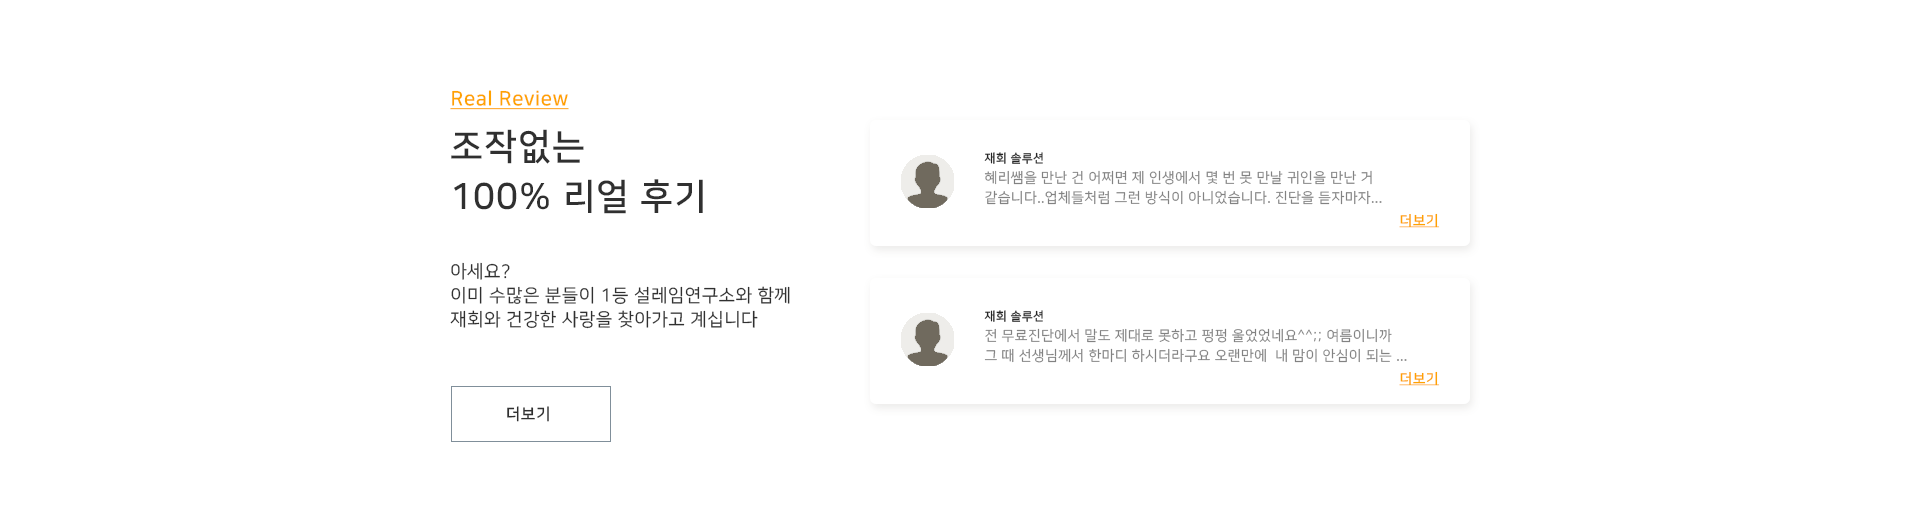 Real Review
조작없는
100% 리얼 후기
아세요?
이미 수많은 분들이 1등 설레임연구소와 함께
재회와 건강한 사랑을 찾아가고 계십니다
더보기
재회 솔루션
혜리쌤을 만난 건 어쩌면 제 인생에서 몇 번 못 만날 귀인을 만난 거
같습니다..업체들처럼 그런 방식이 아니었습니다. 진단을 듣자마자...
더보기
재회 솔루션
전 무료진단에서 말도 제대로 못하고 펑펑 울었었네요^^;; 여름이니까
그 때 선생님께서 한마디 하시더라구요 오랜만에 내 맘이 안심이 되는 ...
더보기